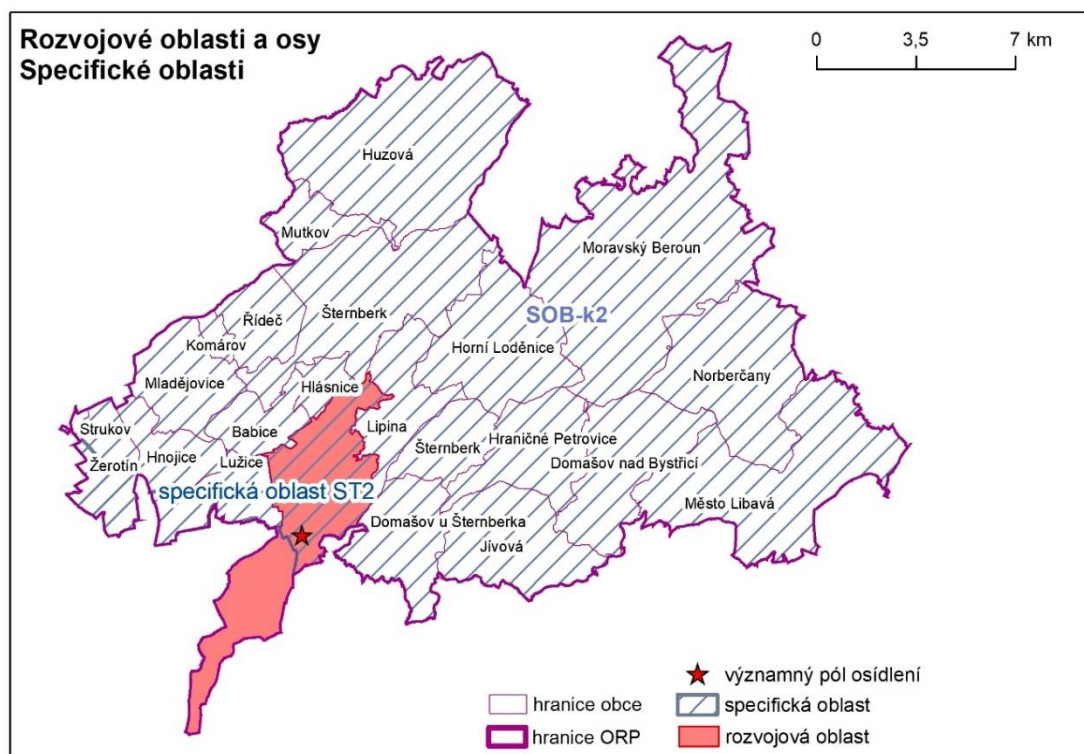 Rozvojové oblasti a osy
Specifické oblasti
0 3,5 7 km
Huzová
Mutkov
Moravský Beroun
Řídeč
Šternberk
SOB-k2
Komárov
Horní Loděnice
Mladějovice
Hlásnice
Norberčany
Strukov
Babice
Lipina
Šternberk
Hraničné Petrovice
Žerotín
Hnojice
Lužice
Domašov nad Bystřicí
specifická oblast ST2
Město Libavá
Domašov u Šternberka
Jívová
významný pól osídlení
hranice obce
specifická oblast
hranice ORP
rozvojová oblast